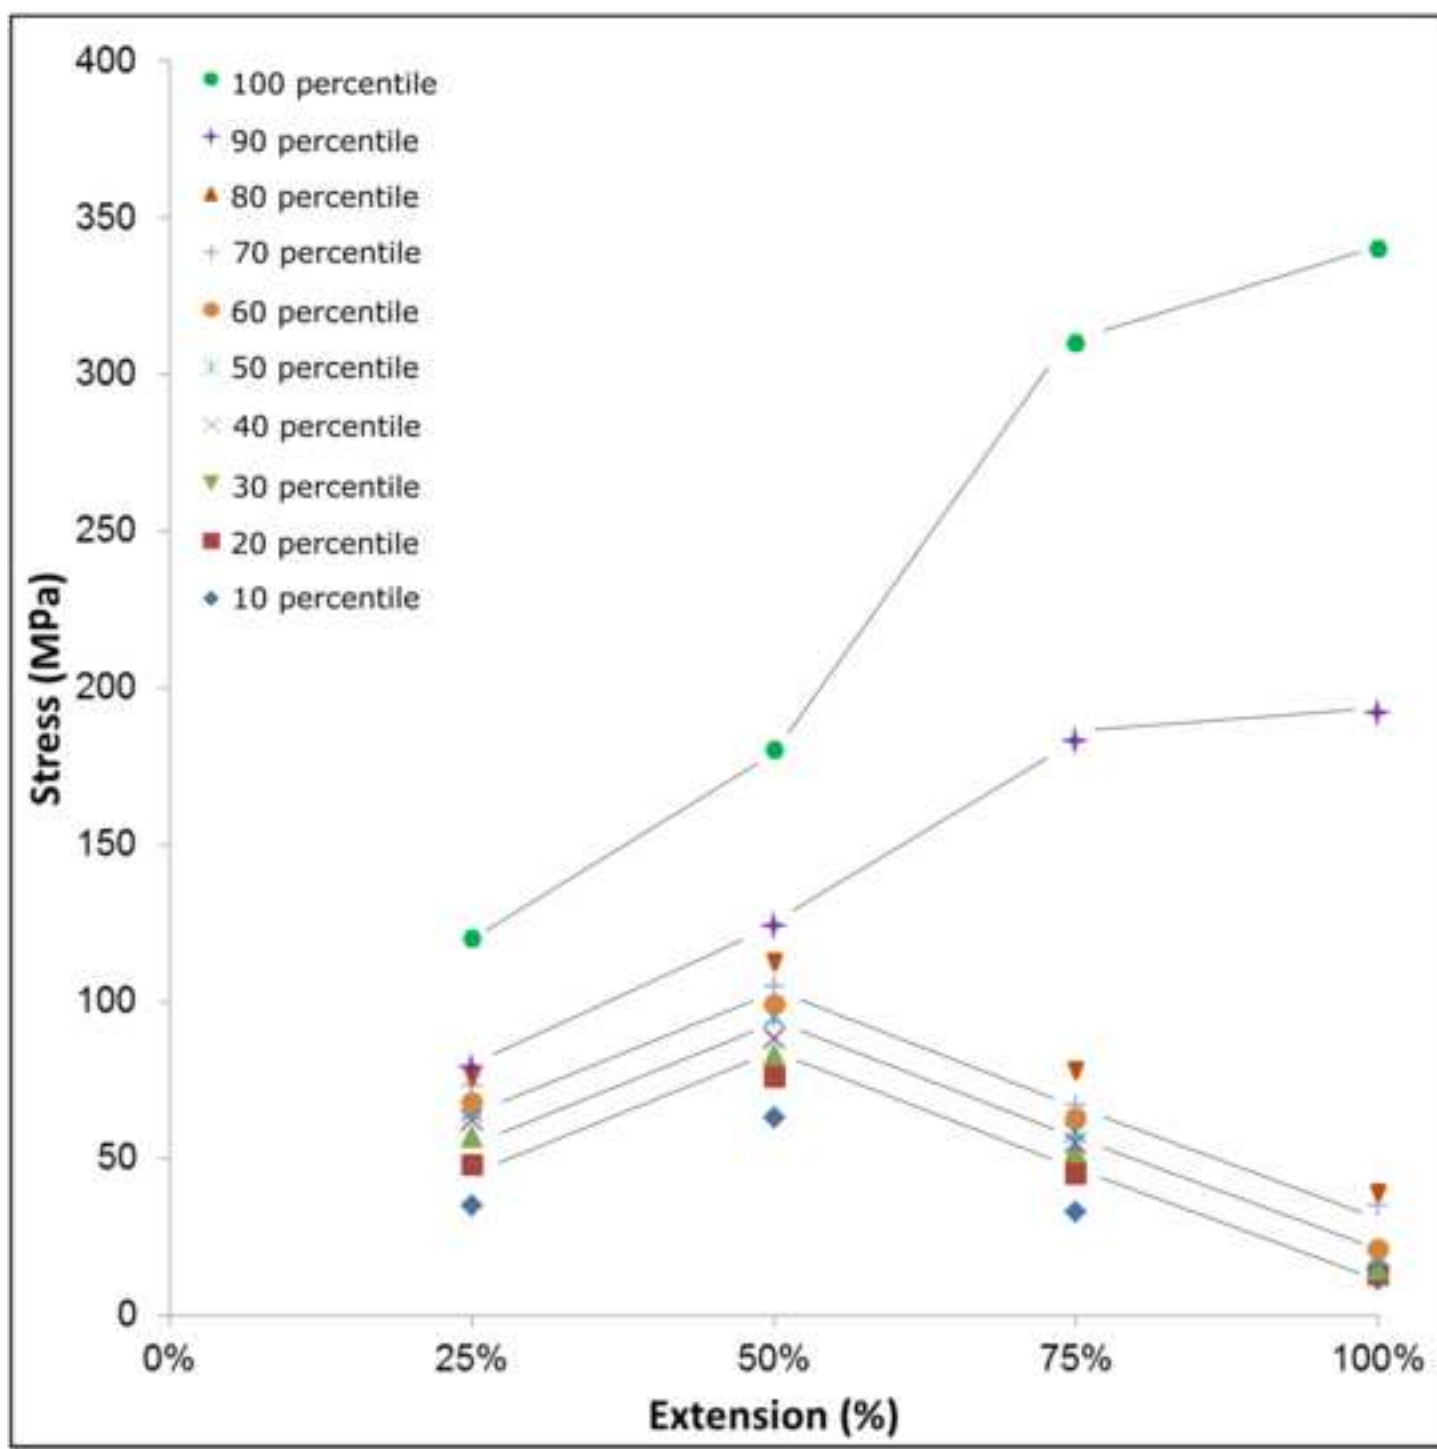 400
350
300
250
200
150
100
50
0
Stress (MPa)
100 percentile
90 percentile
80 percentile
70 percentile
60 percentile
50 percentile
40 percentile
30 percentile
20 percentile
10 percentile
0% 25% 50% 75% 100%
Extension (%)